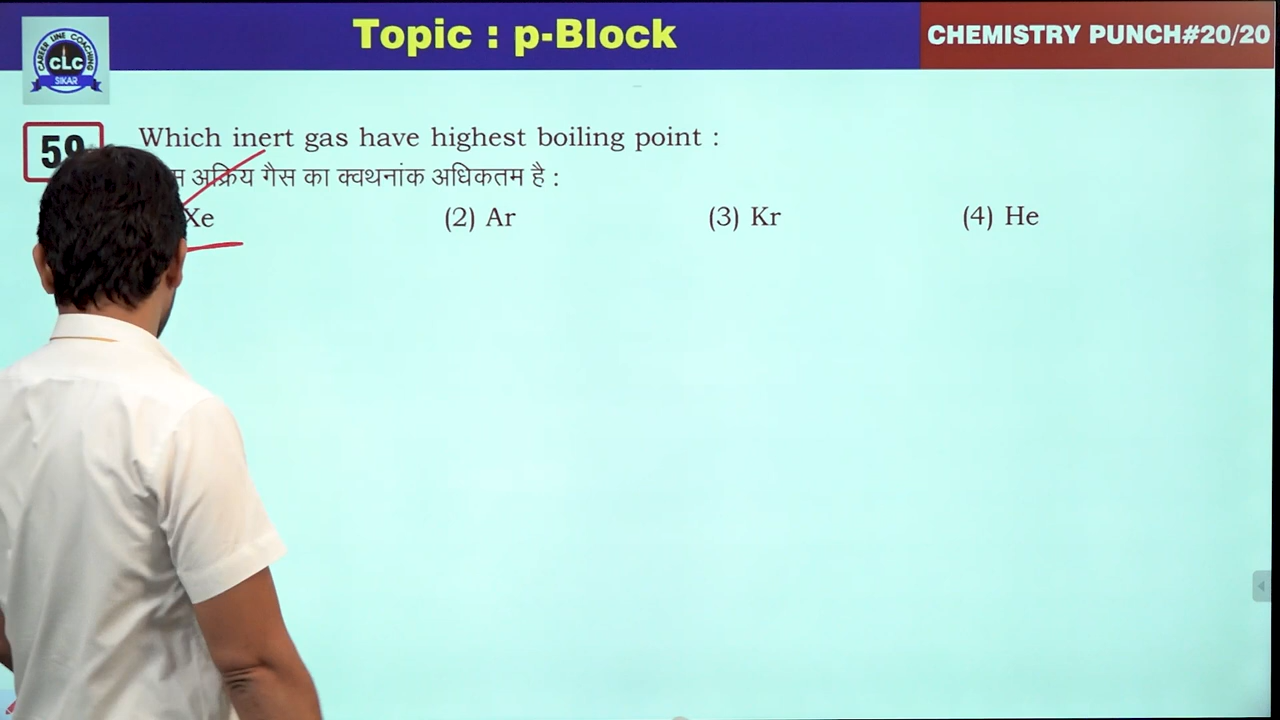 Topic : p-Block
CHEMISTRY PUNCH#20/20
CAREER LINE COACHING
CLC
SIKAR
Which inert gas have highest boiling point :
अक्रिय गैस का क्वथनांक अधिकतम है :
Xe (2) Ar (3) Kr (4) He